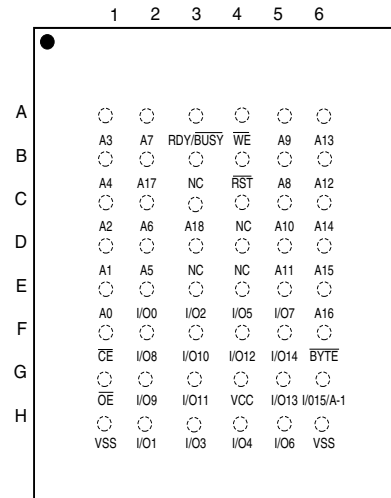 1 2 3 4 5 6
A
A3 A7 RDY/BUSY WE A9 A13
B
A4 A17 NC RST A8 A12
C
A2 A6 A18 NC A10 A14
D
A1 A5 NC NC A11 A15
E
A0 I/O0 I/O2 I/O5 I/O7 A16
F
CE I/O8 I/O10 I/O12 I/O14 BYTE
G
OE I/O9 I/O11 VCC I/O13 I/015/A-1
H
VSS I/O1 I/O3 I/O4 I/O6 VSS